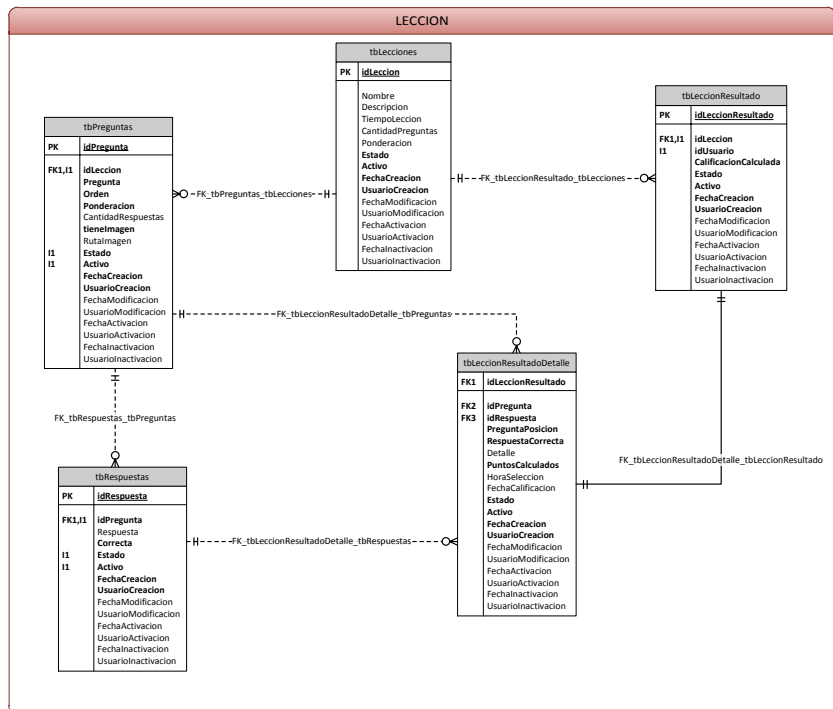 LECCION
tbLecciones
PK idLeccion
Nombre
Descripcion
TiempoLeccion
CantidadPreguntas
Ponderacion
Estado
Activo
FechaCreacion
UsuarioCreacion
FechaModificacion
UsuarioModificacion
FechaActivacion
UsuarioActivacion
FechaInactivacion
UsuarioInactivacion
tbLeccionResultado
PK idLeccionResultado
FK1,I1 idLeccion
I1 idUsuario
CalificacionCalculada
Estado
Activo
FechaCreacion
UsuarioCreacion
FechaModificacion
UsuarioModificacion
FechaActivacion
UsuarioActivacion
FechaInactivacion
UsuarioInactivacion
tbPreguntas
PK idPregunta
FK1,I1 idLeccion
Pregunta
Orden
Ponderacion
CantidadRespuestas
tieneImagen
RutaImagen
I1 Estado
I1 Activo
FechaCreacion
UsuarioCreacion
FechaModificacion
UsuarioModificacion
FechaActivacion
UsuarioActivacion
FechaInactivacion
UsuarioInactivacion
FK_tbPreguntas_tbLecciones
FK_tbLeccionResultado_tbLecciones
FK_tbLeccionResultadoDetalle_tbPreguntas
tbLeccionResultadoDetalle
FK1 idLeccionResultado
FK2 idPregunta
FK3 idRespuesta
PreguntaPosicion
RespuestaCorrecta
Detalle
PuntosCalculados
HoraSeleccion
FechaCalificacion
Estado
Activo
FechaCreacion
UsuarioCreacion
FechaModificacion
UsuarioModificacion
FechaActivacion
UsuarioActivacion
FechaInactivacion
UsuarioInactivacion
FK_tbRespuestas_tbPreguntas
FK_tbLeccionResultadoDetalle_tbLeccionResultado
tbRespuestas
PK idRespuesta
FK1,I1 idPregunta
Respuesta
Correcta
I1 Estado
I1 Activo
FechaCreacion
UsuarioCreacion
FechaModificacion
UsuarioModificacion
FechaActivacion
UsuarioActivacion
FechaInactivacion
UsuarioInactivacion
FK_tbLeccionResultadoDetalle_tbRespuestas